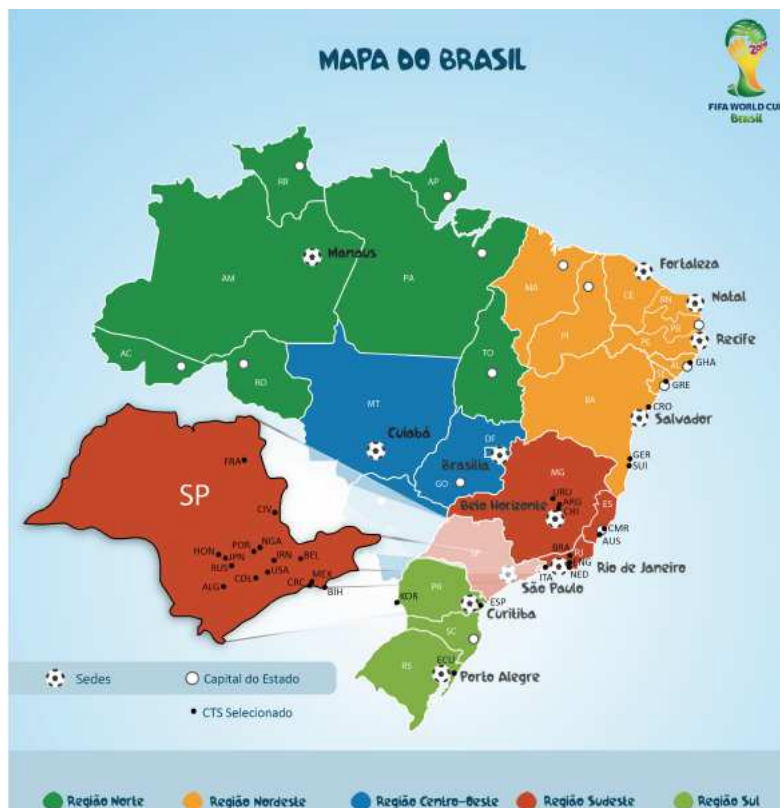 MAPA DO BRASIL
2014
FIFA WORLD CUP
Brasil
RR
AP
Manaus
AM
PA
MA
CE
Fortaleza
RN
Natal
PB
PI
PE
Recife
AC
TO
AL
GHA
RO
GRE
MT
BA
CRO
Salvador
Cuiabá
DF
Brasília
GER
SUI
GO
MG
FRA
SP
URU
ARG
CHI
Belo Horizonte
ES
CIV
CMR
AUS
BRA
RJ
POR
NGA
HON
JPN
IRN
BEL
SP
ENG
Rio de Janeiro
RUS
ITA
NED
COL
USA
MEX
São Paulo
ALG
CRC
BIH
PR
KOR
ESP
Curitiba
SC
RS
ECU
Porto Alegre
Sedes
Capital do Estado
CTS Selecionado
Região Norte
Região Nordeste
Região Centro-Oeste
Região Sudeste
Região Sul